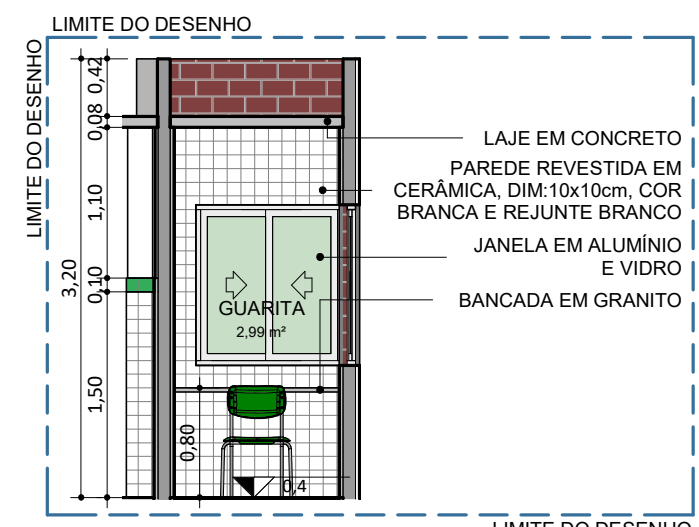 LIMITE DO DESENHO
LIMITE DO DESENHO
0,42
0,08
1,10
3,20
0,10
1,50
0,80
LAJE EM CONCRETO
PAREDE REVESTIDA EM
CERÂMICA, DIM:10x10cm, COR
BRANCA E REJUNTE BRANCO
JANELA EM ALUMÍNIO
E VIDRO
BANCADA EM GRANITO
GUARITA
2,99 m²
0,4
LIMITE DO DESENHO